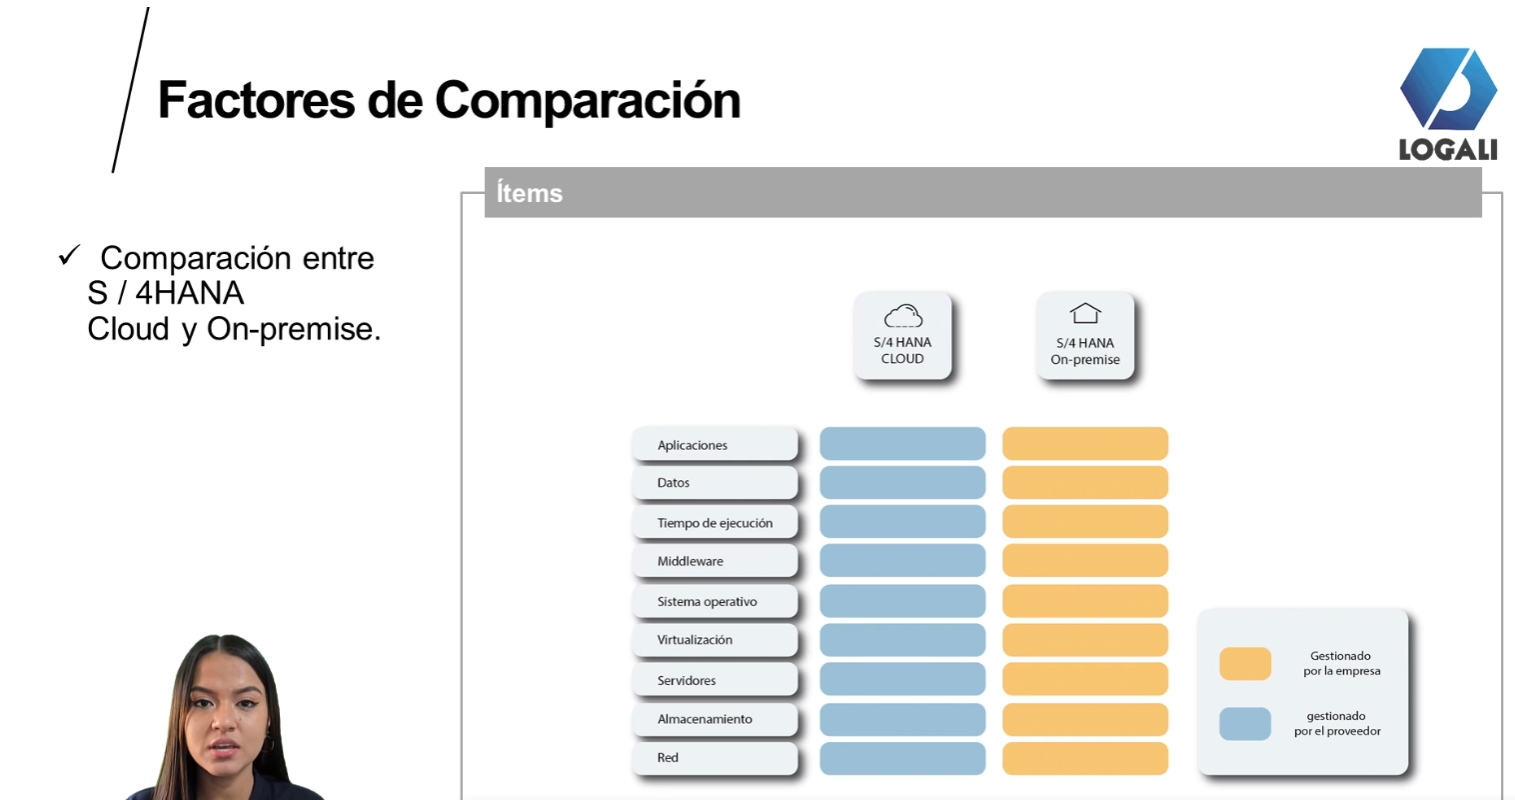 Factores de Comparación
LOGALI
Ítems
✓ Comparación entre
S / 4HANA
Cloud y On-premise.
S/4 HANA
CLOUD
S/4 HANA
On-premise
Aplicaciones
Datos
Tiempo de ejecución
Middleware
Sistema operativo
Virtualización
Servidores
Almacenamiento
Red
Gestionado
por la empresa
gestionado
por el proveedor